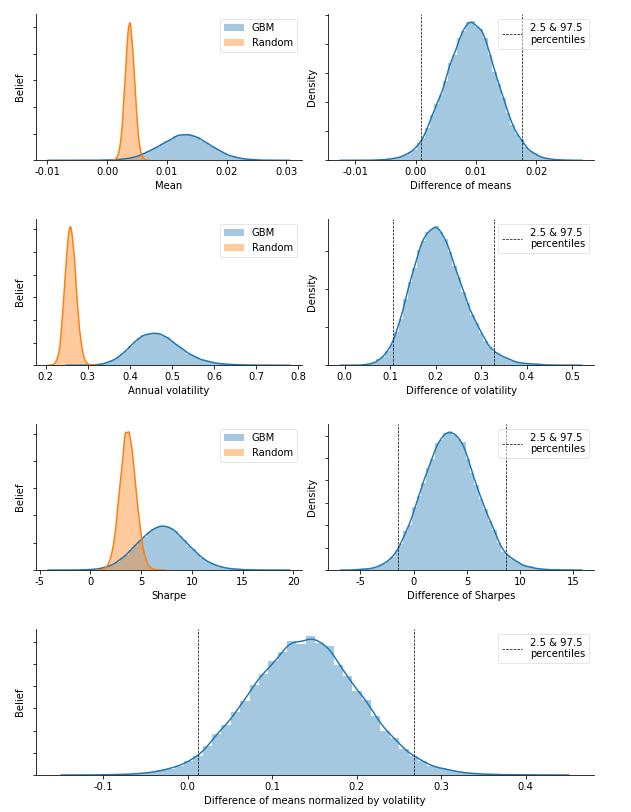 Belief
GBM
Random
-0.01 0.00 0.01 0.02 0.03
Mean
Density
2.5 & 97.5
percentiles
-0.01 0.00 0.01 0.02
Difference of means
Belief
GBM
Random
0.2 0.3 0.4 0.5 0.6 0.7 0.8
Annual volatility
Density
2.5 & 97.5
percentiles
0.0 0.1 0.2 0.3 0.4 0.5
Difference of volatility
Belief
GBM
Random
-5 0 5 10 15 20
Sharpe
Density
2.5 & 97.5
percentiles
-5 0 5 10 15
Difference of Sharpes
Belief
2.5 & 97.5
percentiles
-0.1 0.0 0.1 0.2 0.3 0.4
Difference of means normalized by volatility